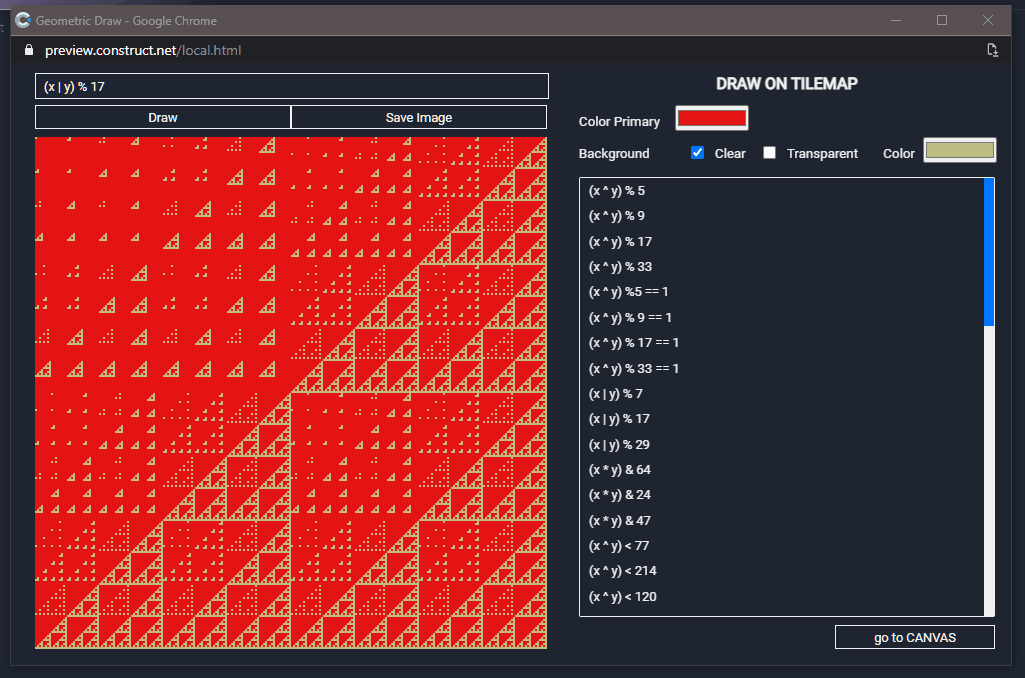 Geometric Draw - Google Chrome
preview.construct.net/local.html
(x | y) % 17
Draw
Save Image
DRAW ON TILEMAP
Color Primary
Background
Clear
Transparent
Color
(x ^ y) % 5
(x ^ y) % 9
(x ^ y) % 17
(x ^ y) % 33
(x ^ y) %5 == 1
(x ^ y) % 9 == 1
(x ^ y) % 17 == 1
(x ^ y) % 33 == 1
(x | y) % 7
(x | y) % 17
(x | y) % 29
(x * y) & 64
(x * y) & 24
(x * y) & 47
(x ^ y) < 77
(x ^ y) < 214
(x ^ y) < 120
go to CANVAS